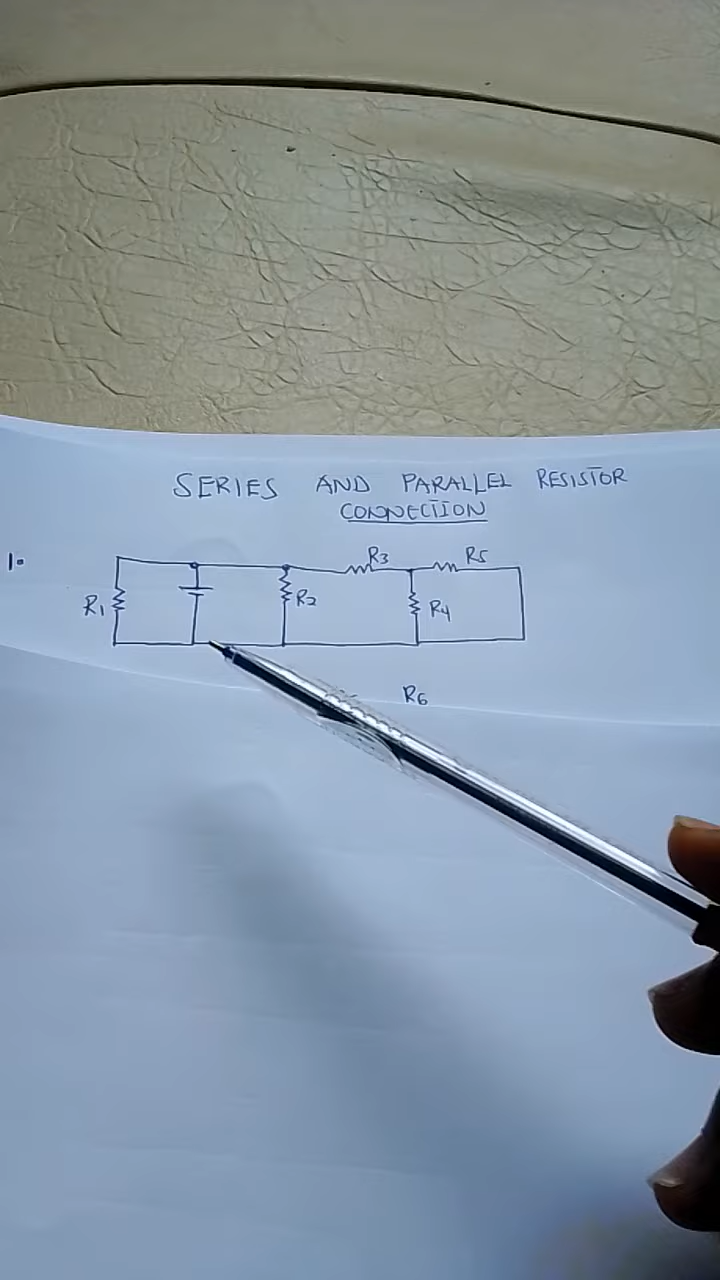 SERIES AND PARALLEL RESISTOR
CONNECTION
1.
R1
R2
R3
R4
R5
R6